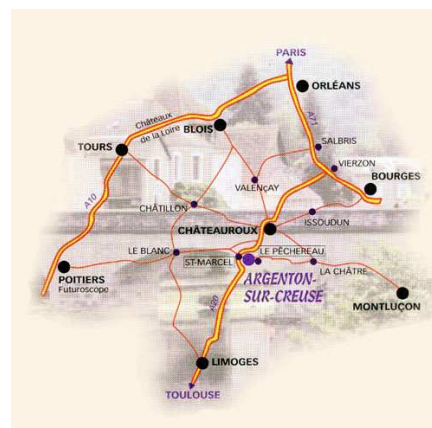 PARIS
ORLÉANS
Châteaux
de la Loire
BLOIS
A71
TOURS
SALBRIS
VIERZON
BOURGES
VALENÇAY
A10
CHÂTILLON
ISSOUDUN
CHÂTEAUROUX
LE BLANC
LE PÊCHEREAU
ST-MARCEL
LA CHÂTRE
ARGENTON-
SUR-CREUSE
POITIERS
Futuroscope
A20
MONTLUÇON
LIMOGES
TOULOUSE